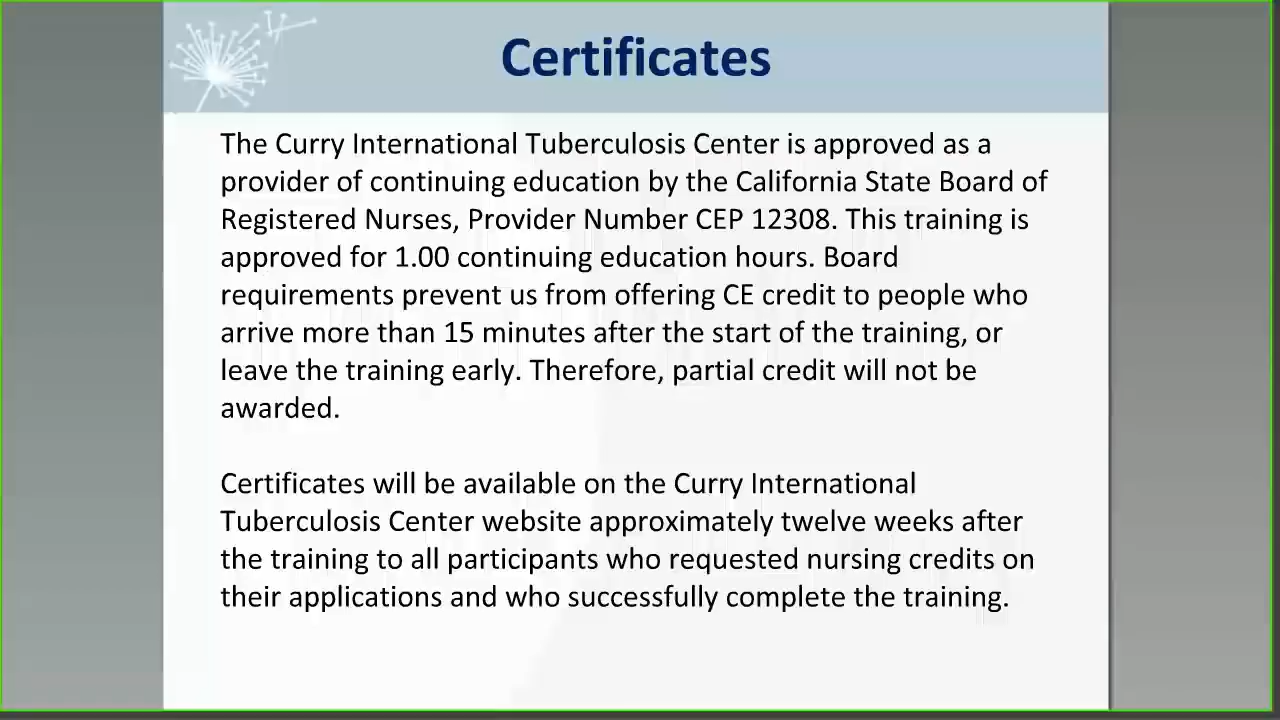 Certificates
The Curry International Tuberculosis Center is approved as a
provider of continuing education by the California State Board of
Registered Nurses, Provider Number CEP 12308. This training is
approved for 1.00 continuing education hours. Board
requirements prevent us from offering CE credit to people who
arrive more than 15 minutes after the start of the training, or
leave the training early. Therefore, partial credit will not be
awarded.
Certificates will be available on the Curry International
Tuberculosis Center website approximately twelve weeks after
the training to all participants who requested nursing credits on
their applications and who successfully complete the training.